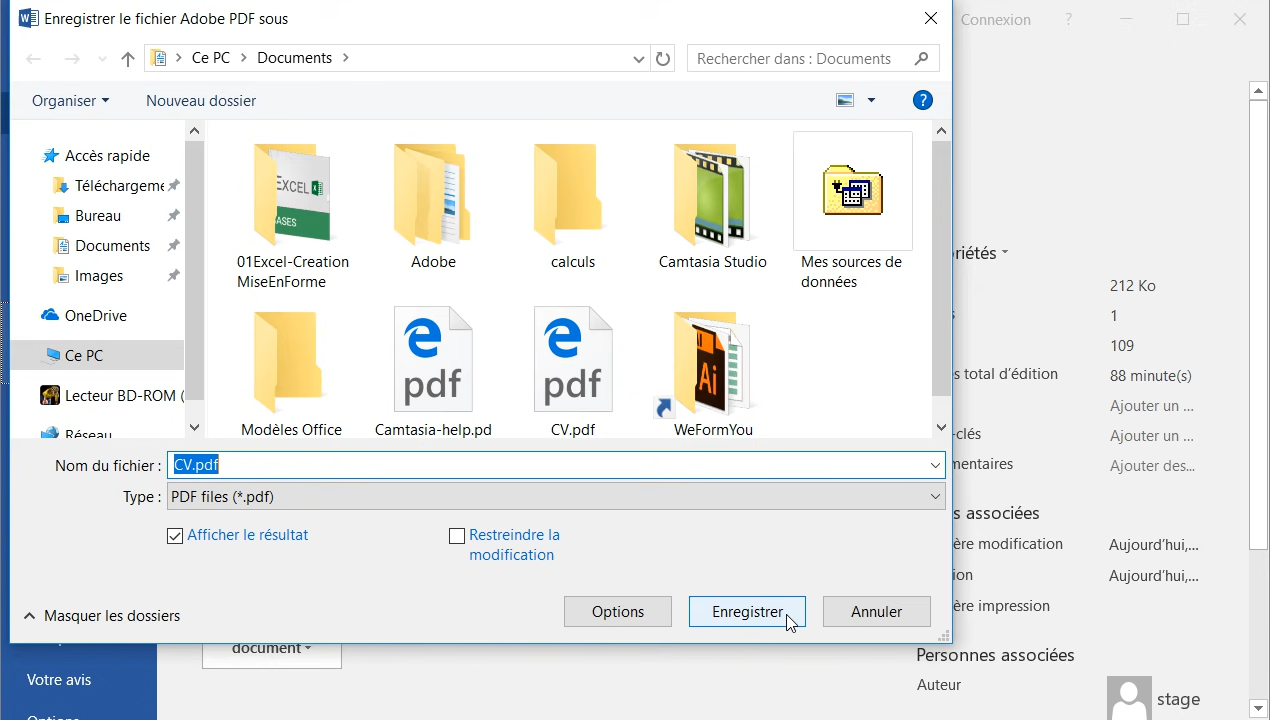 Enregistrer le fichier Adobe PDF sous
Connexion ?
Ce PC > Documents >
Rechercher dans : Documents
Organiser
Nouveau dossier
?
Accès rapide
Téléchargeme
Bureau
Documents
Images
OneDrive
Ce PC
Lecteur BD-ROM (
Réseau
EXCEL
ASES
01Excel-Creation
MiseEnForme
Adobe
calculs
Camtasia Studio
Mes sources de
données
Modèles Office
pdf
Camtasia-help.pd
pdf
CV.pdf
Ai
WeFormYou
Nom du fichier : CV.pdf
Type : PDF files (*.pdf)
Afficher le résultat
Restreindre la
modification
Masquer les dossiers
Options
Enregistrer
Annuler
riétés
212 Ko
s
1
109
s total d'édition
88 minute(s)
Ajouter un ...
-clés
Ajouter un ...
mentaires
Ajouter des...
s associées
ère modification
Aujourd'hui,...
ion
Aujourd'hui,...
ère impression
Personnes associées
Auteur
stage
document
Votre avis
Options